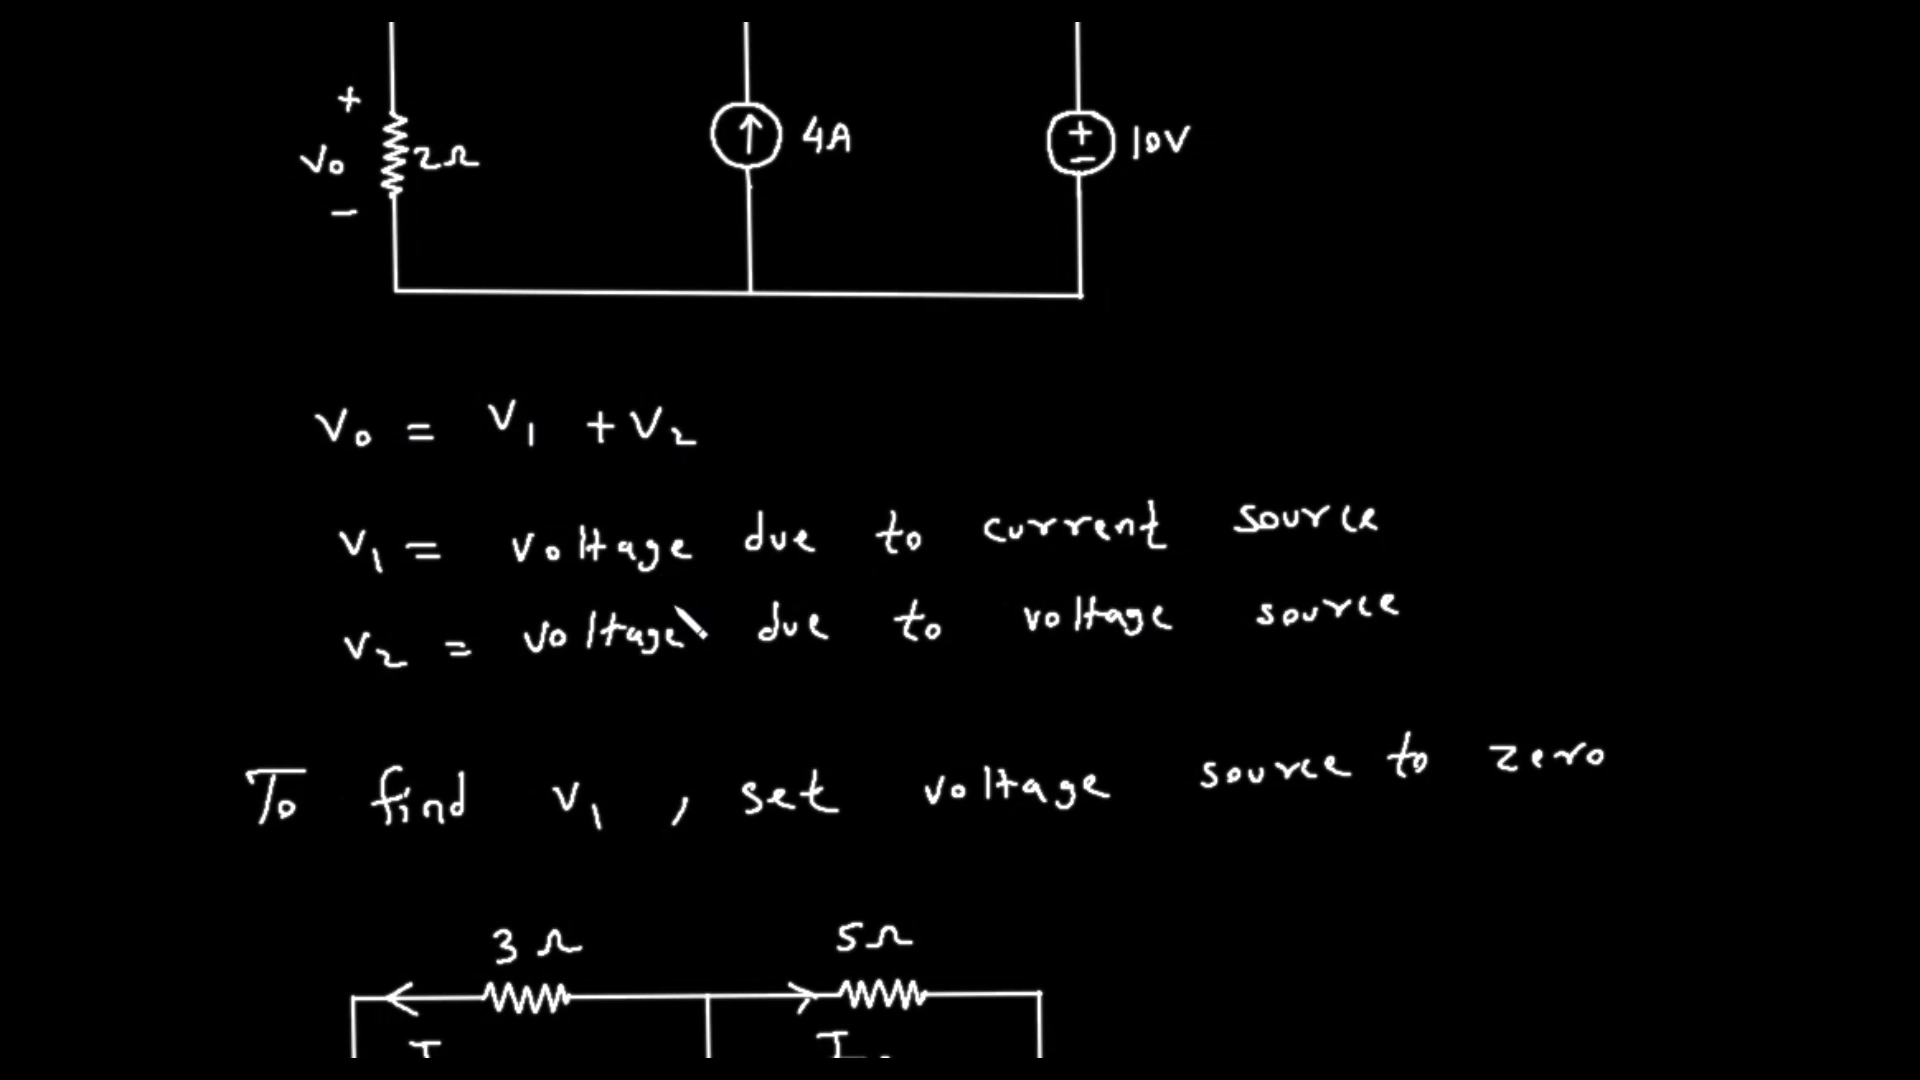 +
Vo 2Ω 4A + 10V
−
−
Vo = V1 + V2
V1 = voltage due to current source
V2 = voltage due to voltage source
To find V1, set voltage source to zero
3Ω 5Ω